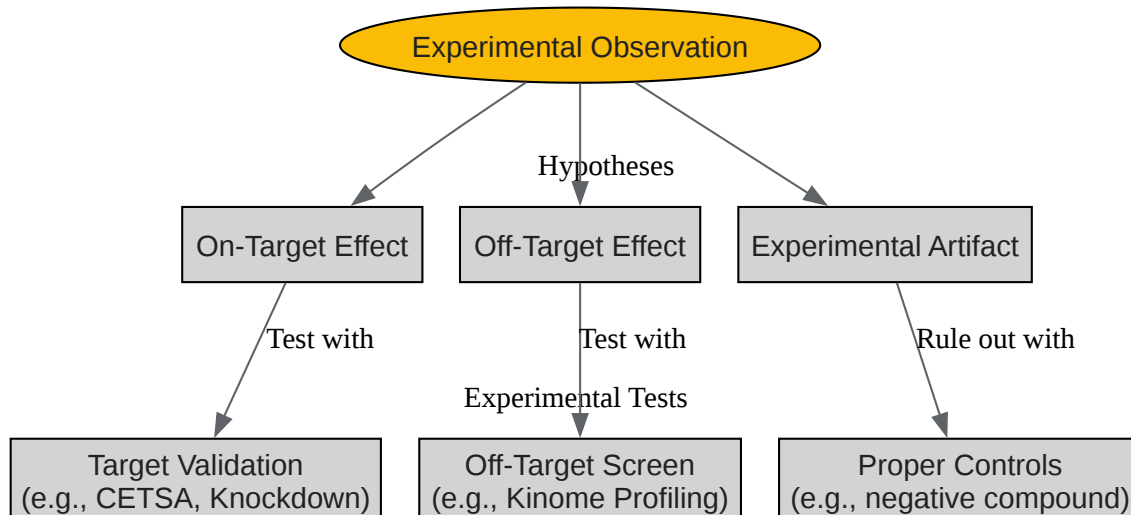 Experimental Observation
Hypotheses
On-Target Effect
Off-Target Effect
Experimental Artifact
Test with
Test with
Rule out with
Experimental Tests
Target Validation
(e.g., CETSA, Knockdown)
Off-Target Screen
(e.g., Kinome Profiling)
Proper Controls
(e.g., negative compound)